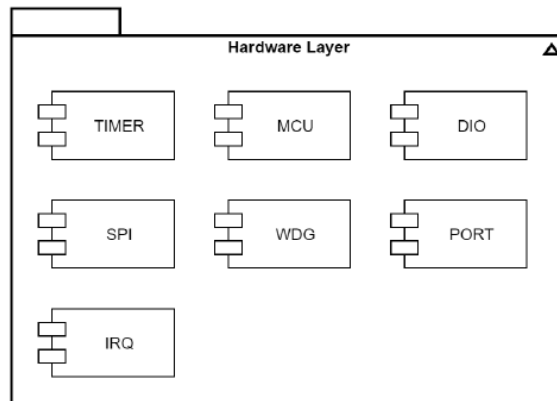 Hardware Layer
TIMER
MCU
DIO
SPI
WDG
PORT
IRQ